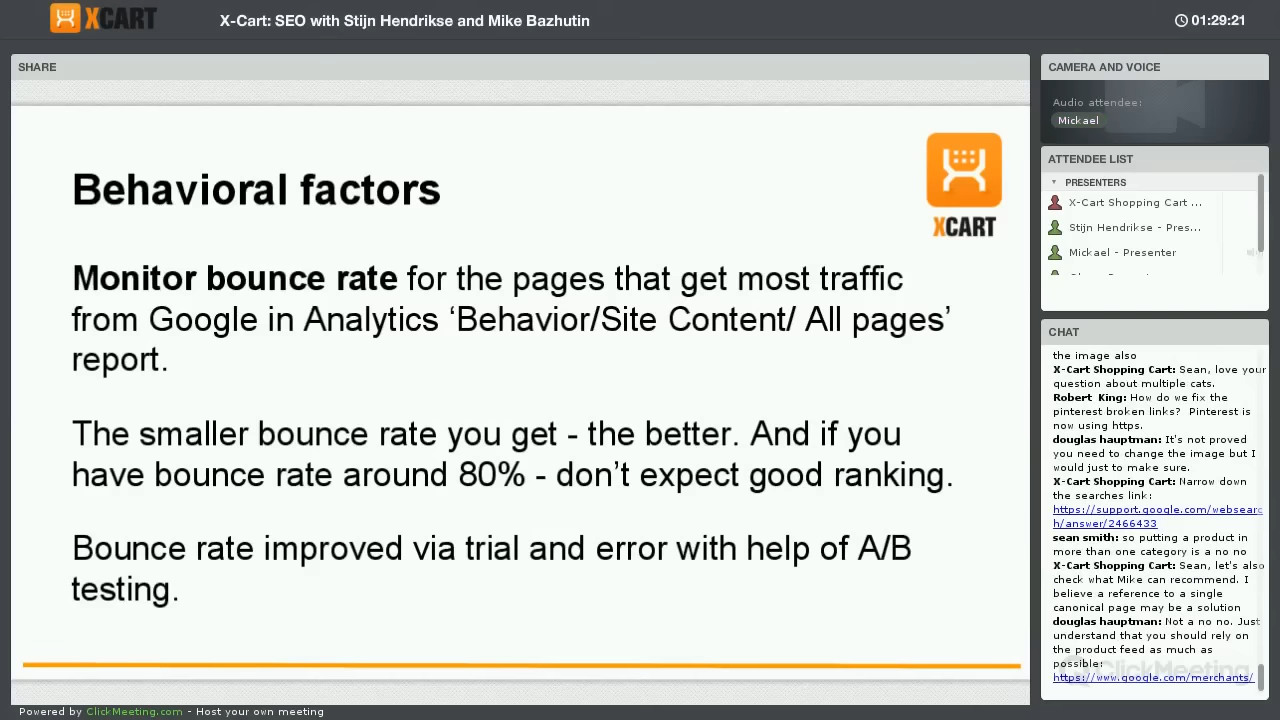 XCART
X-Cart: SEO with Stijn Hendrikse and Mike Bazhutin
01:29:21
SHARE
XCART
Behavioral factors
Monitor bounce rate for the pages that get most traffic
from Google in Analytics ‘Behavior/Site Content/ All pages’
report.
The smaller bounce rate you get - the better. And if you
have bounce rate around 80% - don’t expect good ranking.
Bounce rate improved via trial and error with help of A/B
testing.
CAMERA AND VOICE
Audio attendee:
Mickael
ATTENDEE LIST
PRESENTERS
X-Cart Shopping Cart ...
Stijn Hendrikse - Pres...
Mickael - Presenter
CHAT
the image also
X-Cart Shopping Cart: Sean, love your
question about multiple cats.
Robert King: How do we fix the
pinterest broken links? Pinterest is
now using https.
douglas hauptman: It's not proved
you need to change the image but I
would just to make sure.
X-Cart Shopping Cart: Narrow down
the searches link:
https://support.google.com/websearc
h/answer/2466433
sean smith: so putting a product in
more than one category is a no no
X-Cart Shopping Cart: Sean, let's also
check what Mike can recommend. I
believe a reference to a single
canonical page may be a solution
douglas hauptman: Not a no no. Just
understand that you should rely on
the product feed as much as
possible:
https://www.google.com/merchants/
ClickMeeting
Powered by ClickMeeting.com - Host your own meeting